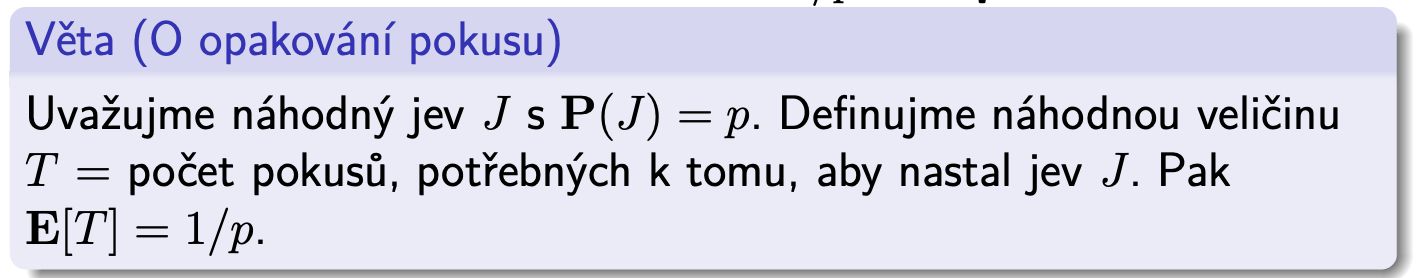 Věta (O opakování pokusu)
Uvažujme náhodný jev J s P(J) = p. Definujme náhodnou veličinu
T = počet pokusů, potřebných k tomu, aby nastal jev J. Pak
E[T] = 1/p.